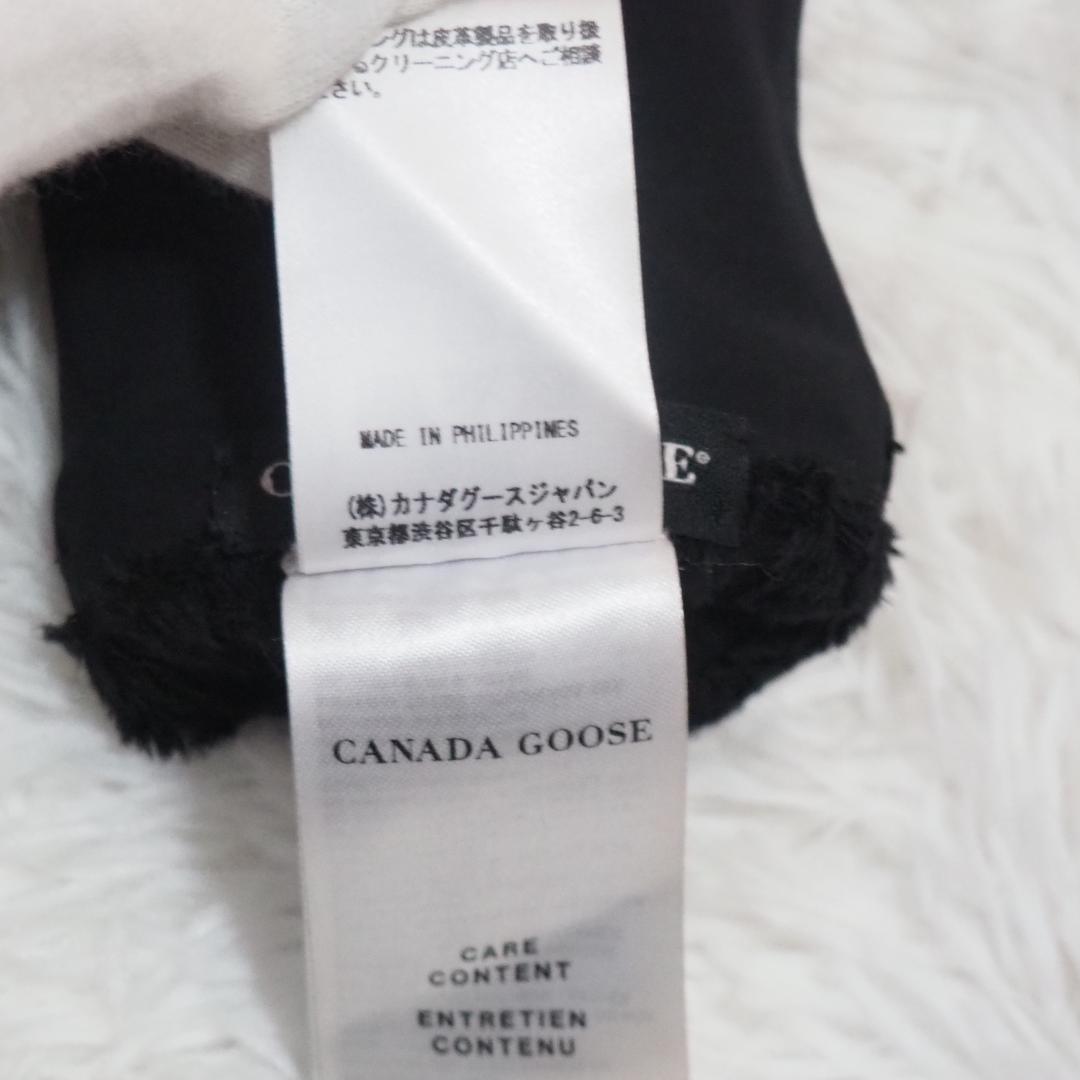 ングは皮革製品を取り扱
るクリーニング店へご相談
さい。
MADE IN PHILIPPINES
(株)カナダグースジャパン
東京都渋谷区千駄ヶ谷2-6-3
CANADA GOOSE
CARE
CONTENT
ENTRETIEN
CONTENU